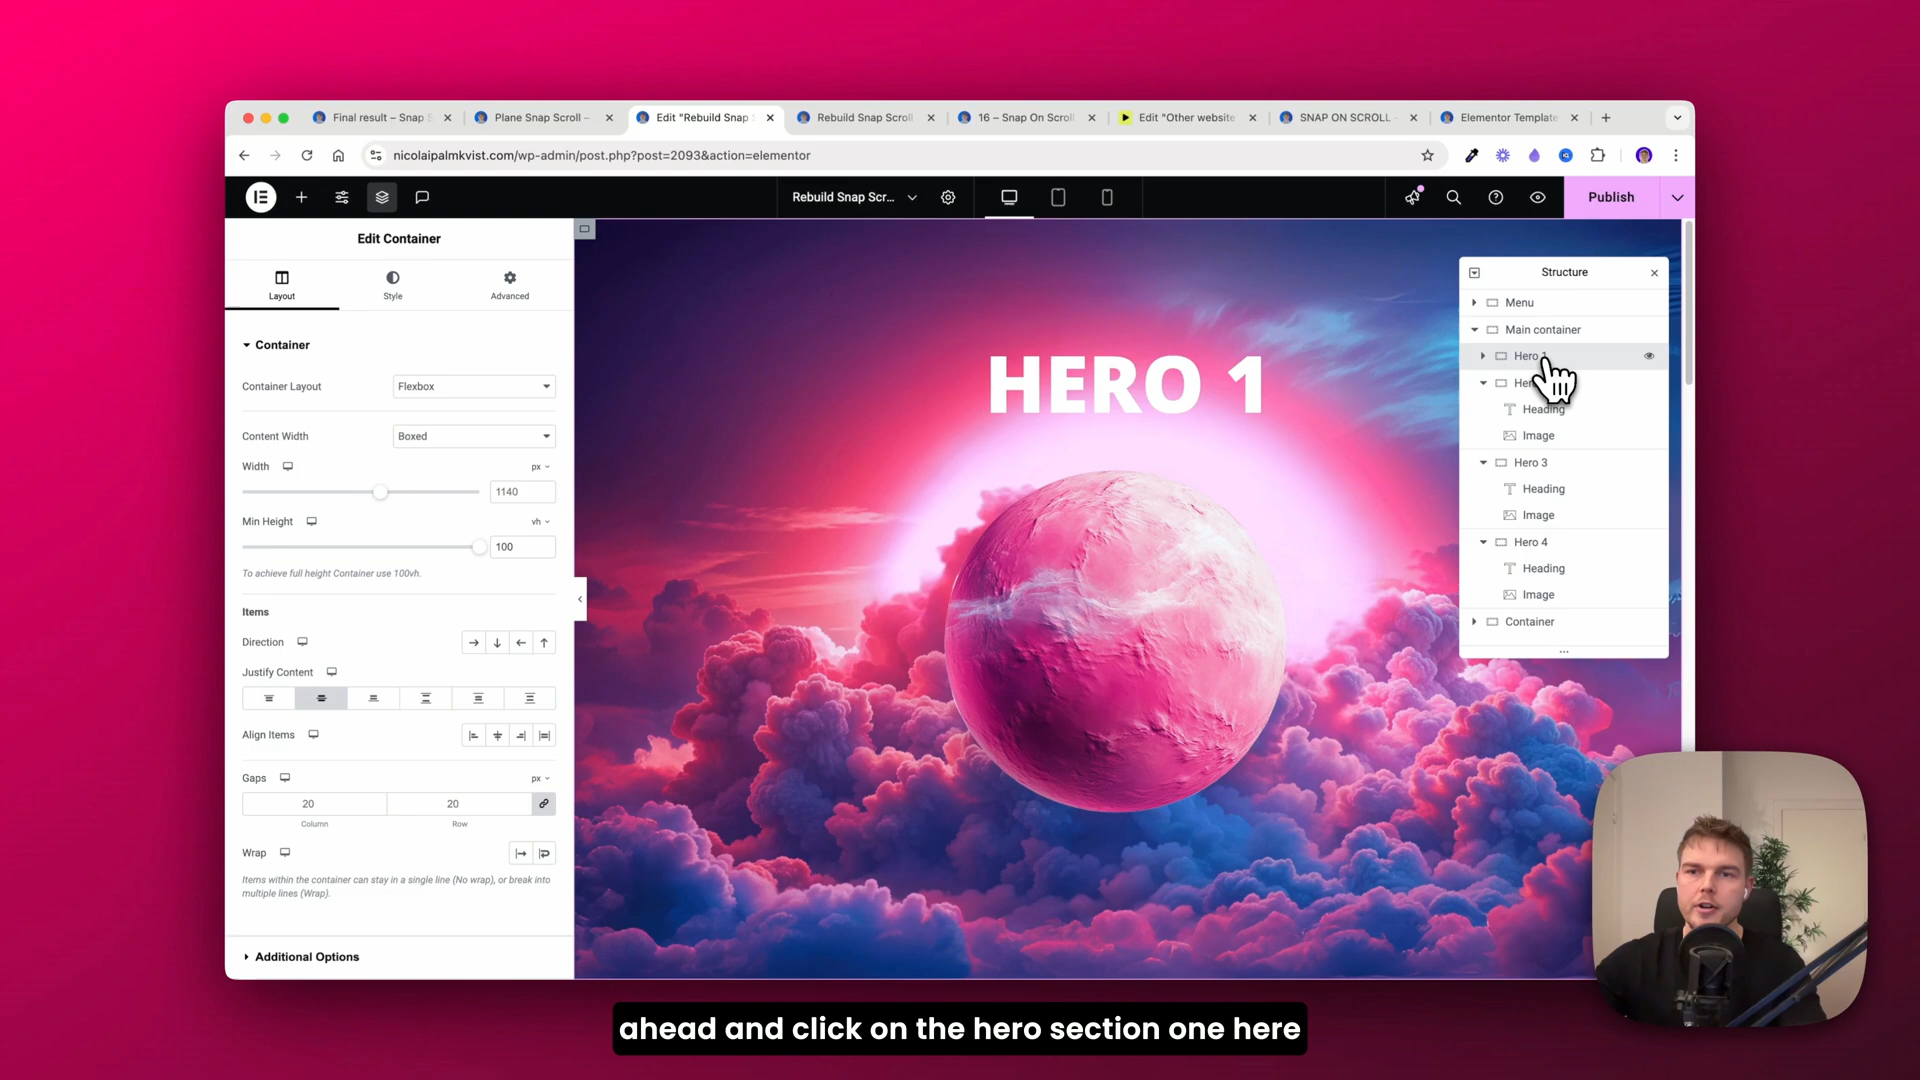 Final result – Snap S
Plane Snap Scroll –
Edit "Rebuild Snap
Rebuild Snap Scroll
16 – Snap On Scroll
Edit "Other website
SNAP ON SCROLL -
Elementor Template
nicolaipalmkvist.com/wp-admin/post.php?post=2093&action=elementor
Rebuild Snap Scr...
Publish
Edit Container
Layout
Style
Advanced
Container
Container Layout
Flexbox
Content Width
Boxed
Width
px
1140
Min Height
vh
100
To achieve full height Container use 100vh.
Items
Direction
Justify Content
Align Items
Gaps
px
20
20
Column
Row
Wrap
Items within the container can stay in a single line (No wrap), or break into
multiple lines (Wrap).
Additional Options
HERO 1
Structure
Menu
Main container
Hero 1
Heading
Image
Hero 3
Heading
Image
Hero 4
Heading
Image
Container
ahead and click on the hero section one here